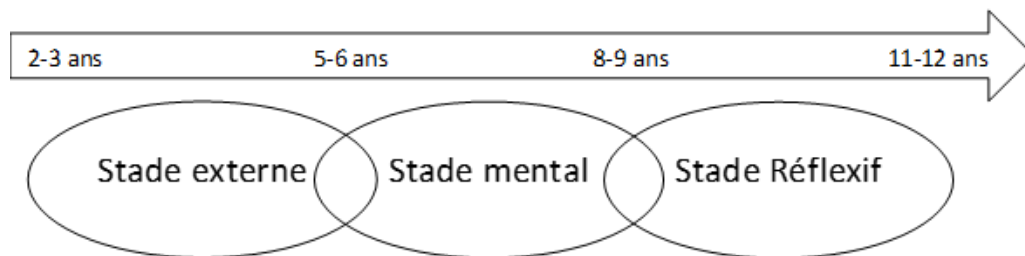 2-3 ans 5-6 ans 8-9 ans 11-12 ans
Stade externe Stade mental Stade Réflexif